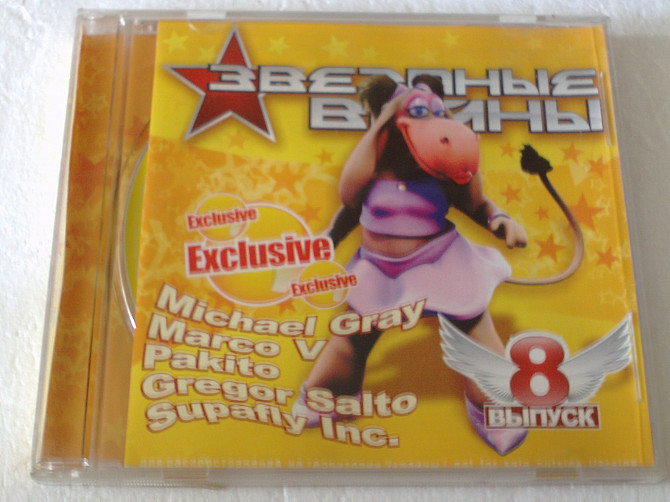 ЗВЕЗДНЫЕ
ВОЙНЫ
Exclusive
Exclusive
Exclusive
Michael Gray
Marco V
Pakito
Gregor Salto
Supafly Inc.
8
ВЫПУСК